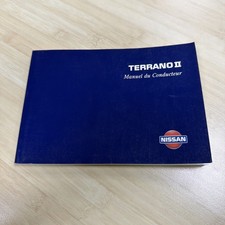 TERRANO II
Manuel du Conducteur
NISSAN